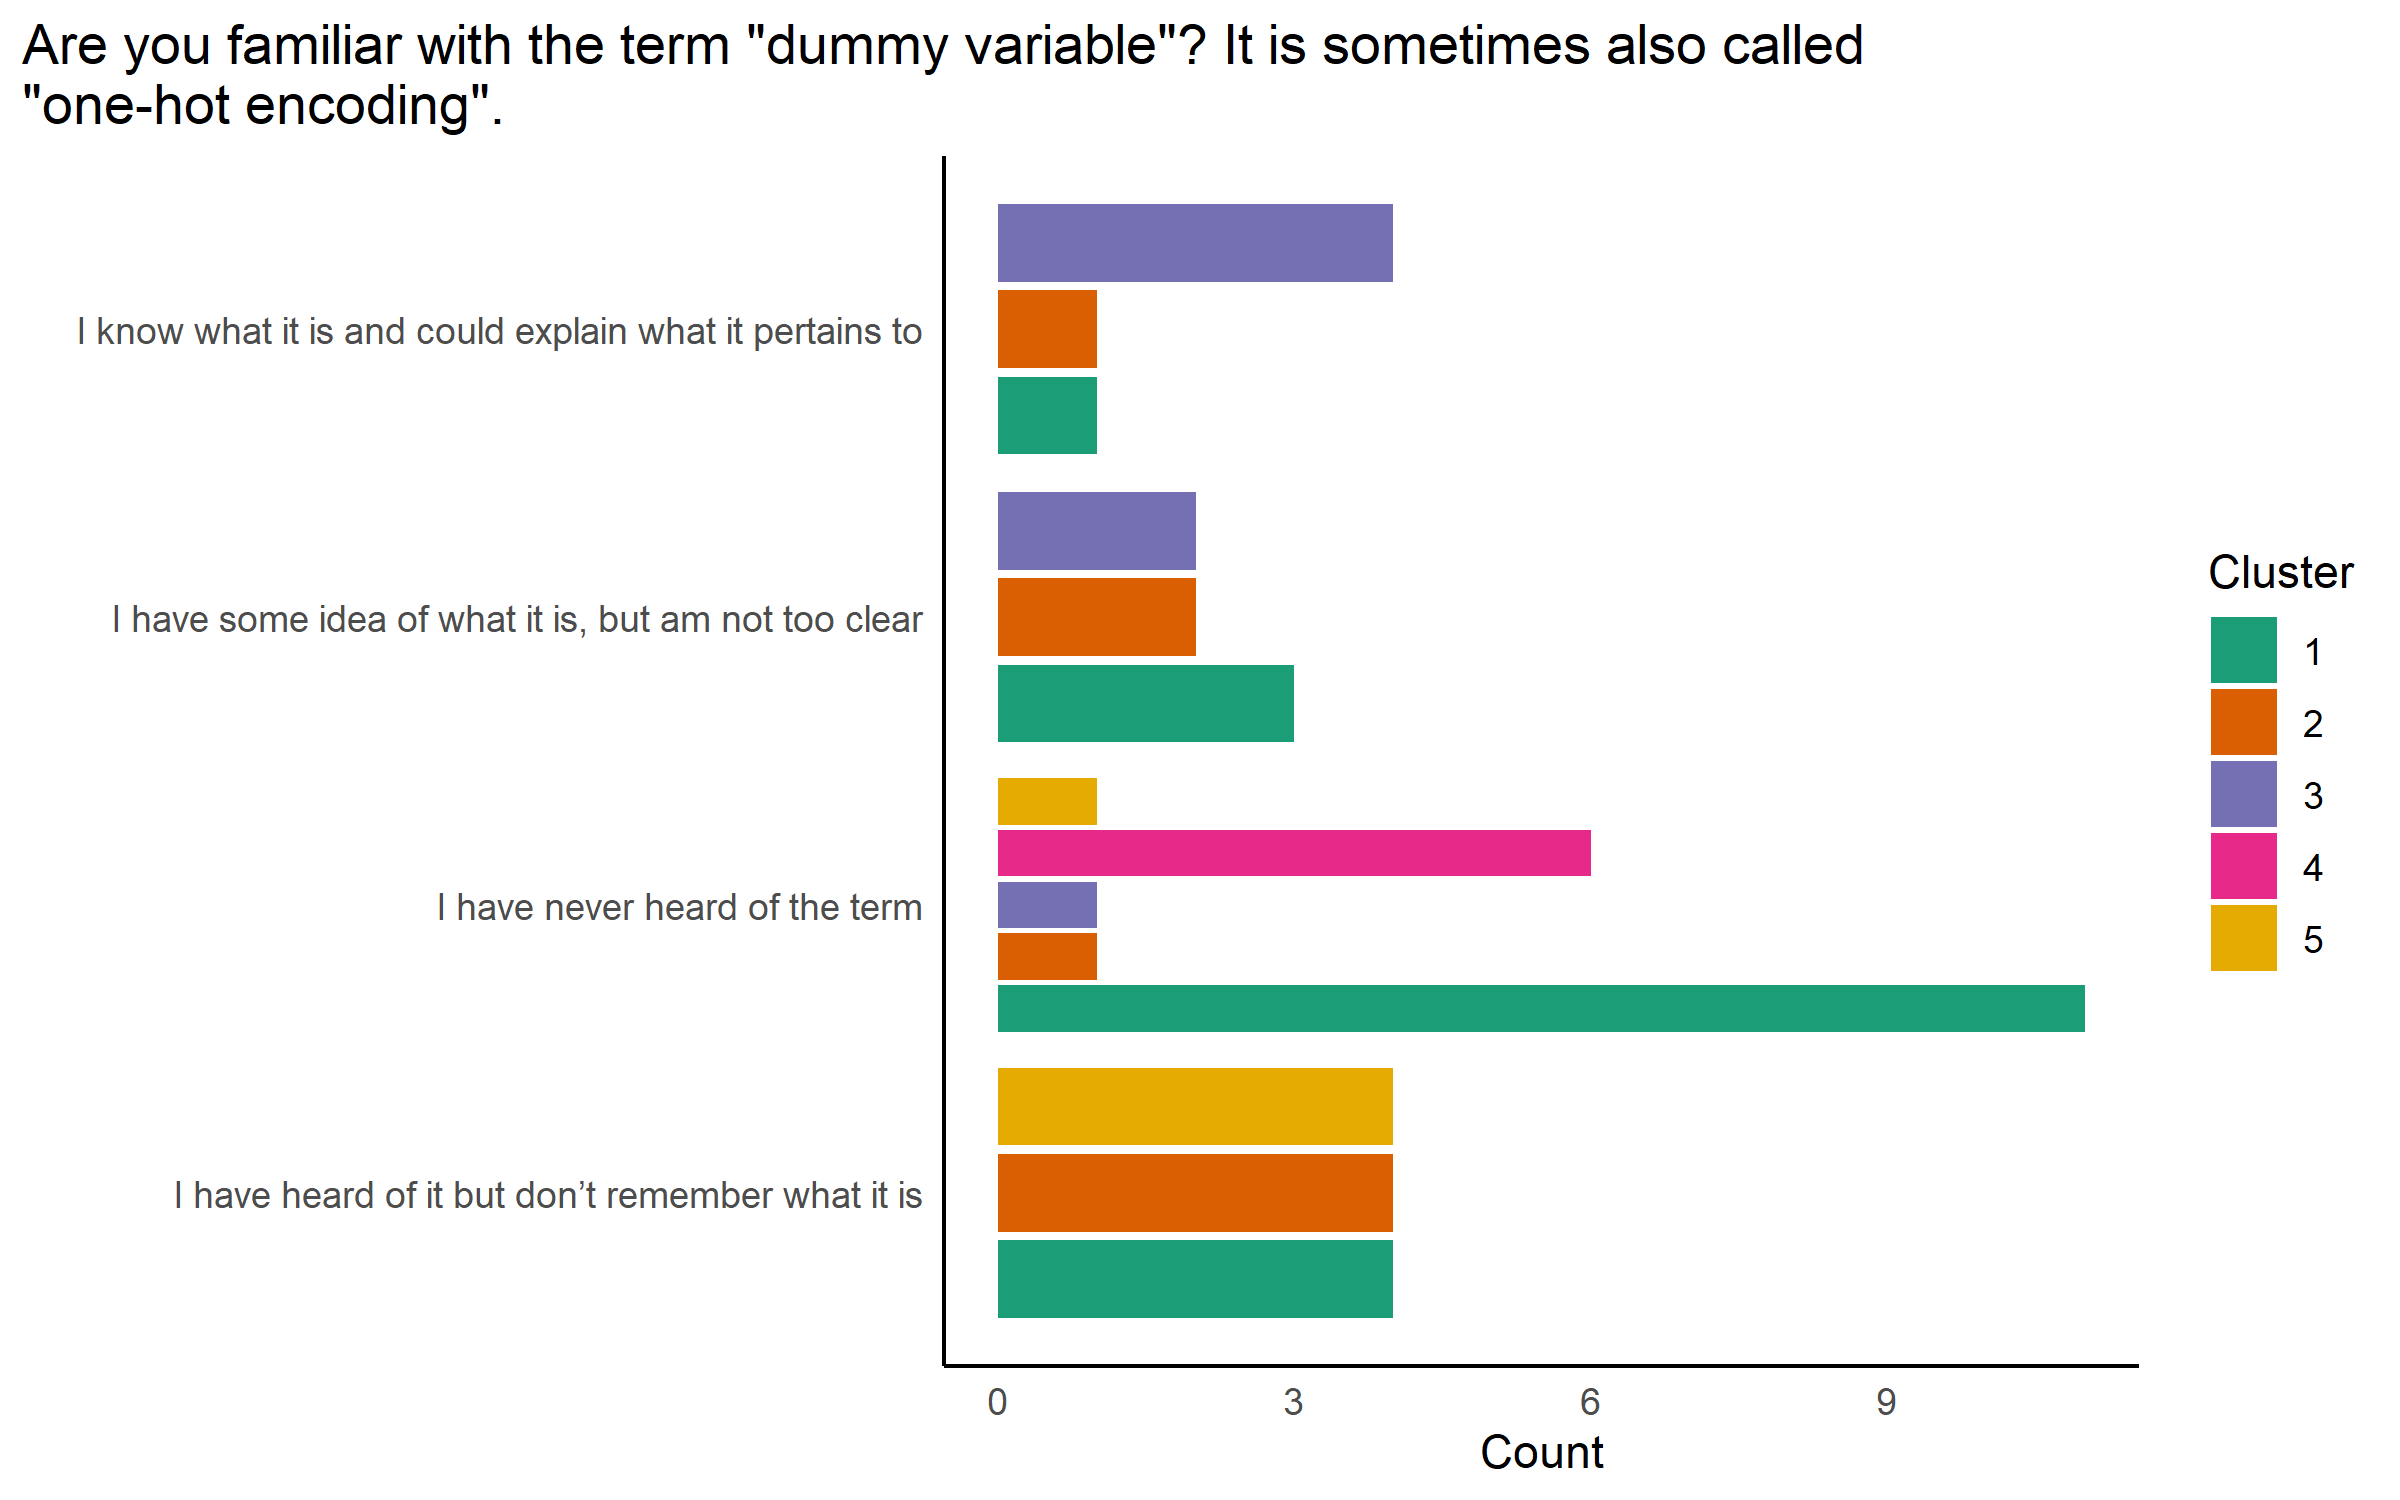 Are you familiar with the term "dummy variable"? It is sometimes also called
"one-hot encoding".
I know what it is and could explain what it pertains to
I have some idea of what it is, but am not too clear
I have never heard of the term
I have heard of it but don’t remember what it is
0 3 6 9
Count
Cluster
1
2
3
4
5